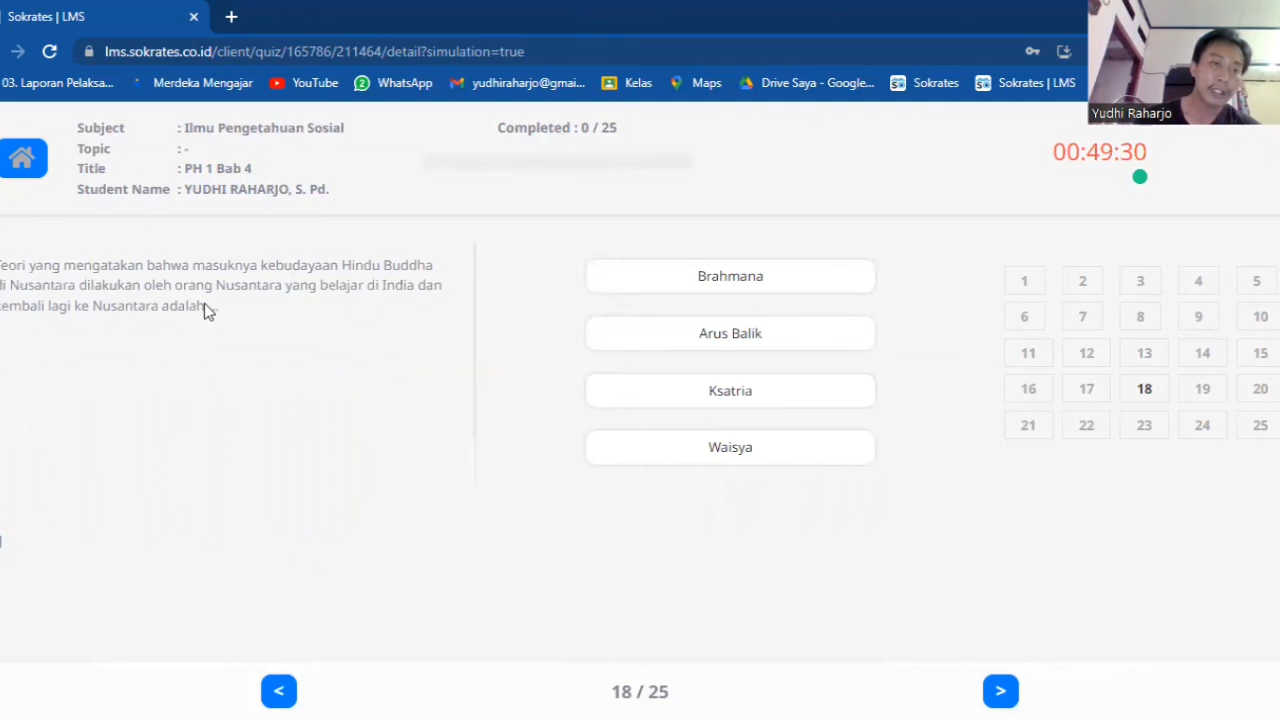 Sokrates | LMS
lms.sokrates.co.id/client/quiz/165786/211464/detail?simulation=true
03. Laporan Pelaksa...
Merdeka Mengajar
YouTube
2
WhatsApp
yudhiraharjo@gmai...
Kelas
Maps
Drive Saya - Google...
Sokrates
Sokrates | LMS
Yudhi Raharjo
Subject : Ilmu Pengetahuan Sosial
Topic : -
Title : PH 1 Bab 4
Student Name : YUDHI RAHARJO, S. Pd.
Completed : 0 / 25
00:49:30
Teori yang mengatakan bahwa masuknya kebudayaan Hindu Buddha
di Nusantara dilakukan oleh orang Nusantara yang belajar di India dan
kembali lagi ke Nusantara adalah...
Brahmana
Arus Balik
Ksatria
Waisya
1 2 3 4 5
6 7 8 9 10
11 12 13 14 15
16 17 18 19 20
21 22 23 24 25
<
18 / 25
>